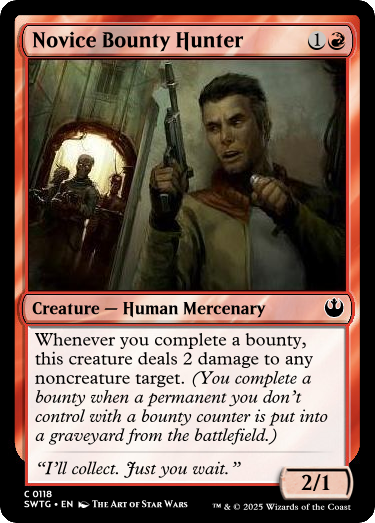 Novice Bounty Hunter 1
Creature — Human Mercenary
Whenever you complete a bounty,
this creature deals 2 damage to any
noncreature target. (You complete a
bounty when a permanent you don't
control with a bounty counter is put into
a graveyard from the battlefield.)
“I'll collect. Just you wait.”
2/1
C 0118
SWTG • EN The Art of Star Wars
™ & © 2025 Wizards of the Coast